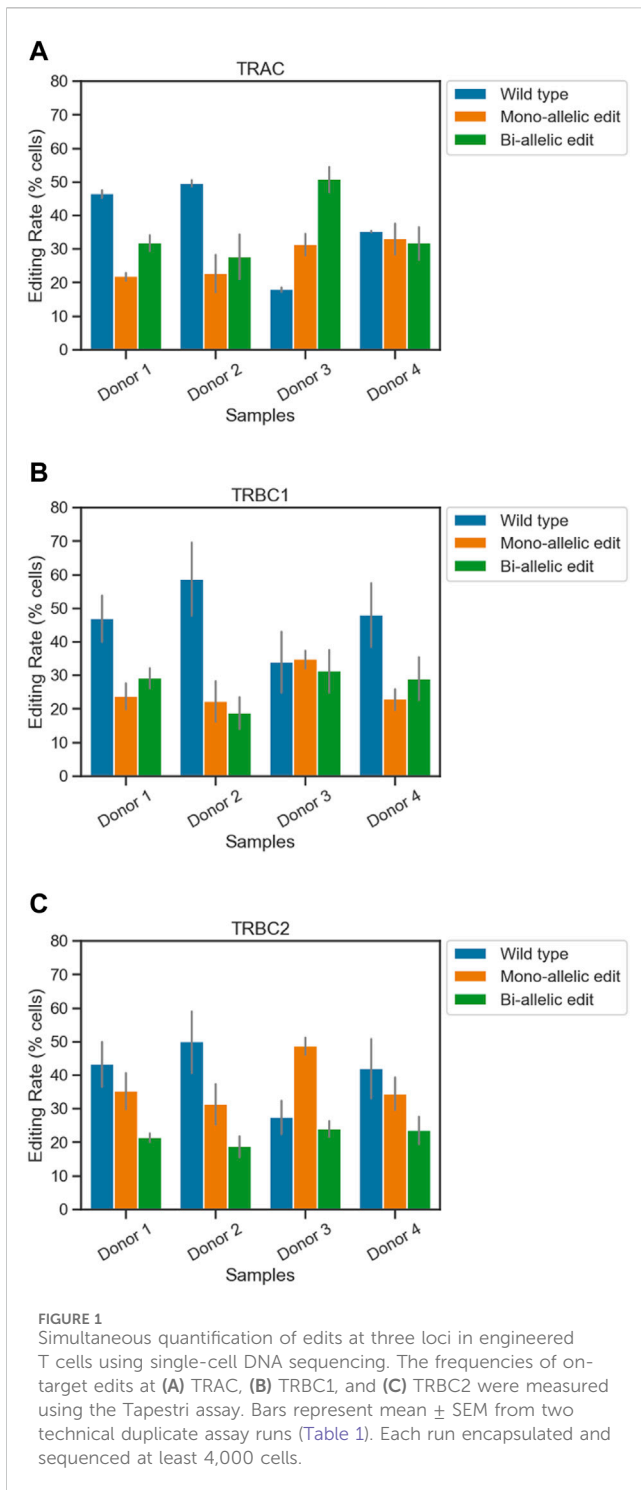 A
TRAC
80
70
60
50
40
30
20
10
0
Editing Rate (% cells)
Donor 1
Donor 2
Donor 3
Donor 4
Samples
Wild type
Mono-allelic edit
Bi-allelic edit
B
TRBC1
80
70
60
50
40
30
20
10
0
Editing Rate (% cells)
Donor 1
Donor 2
Donor 3
Donor 4
Samples
Wild type
Mono-allelic edit
Bi-allelic edit
C
TRBC2
80
70
60
50
40
30
20
10
0
Editing Rate (% cells)
Donor 1
Donor 2
Donor 3
Donor 4
Samples
Wild type
Mono-allelic edit
Bi-allelic edit
FIGURE 1
Simultaneous quantification of edits at three loci in engineered
T cells using single-cell DNA sequencing. The frequencies of on-
target edits at (A) TRAC, (B) TRBC1, and (C) TRBC2 were measured
using the Tapestri assay. Bars represent mean ± SEM from two
technical duplicate assay runs (Table 1). Each run encapsulated and
sequenced at least 4,000 cells.